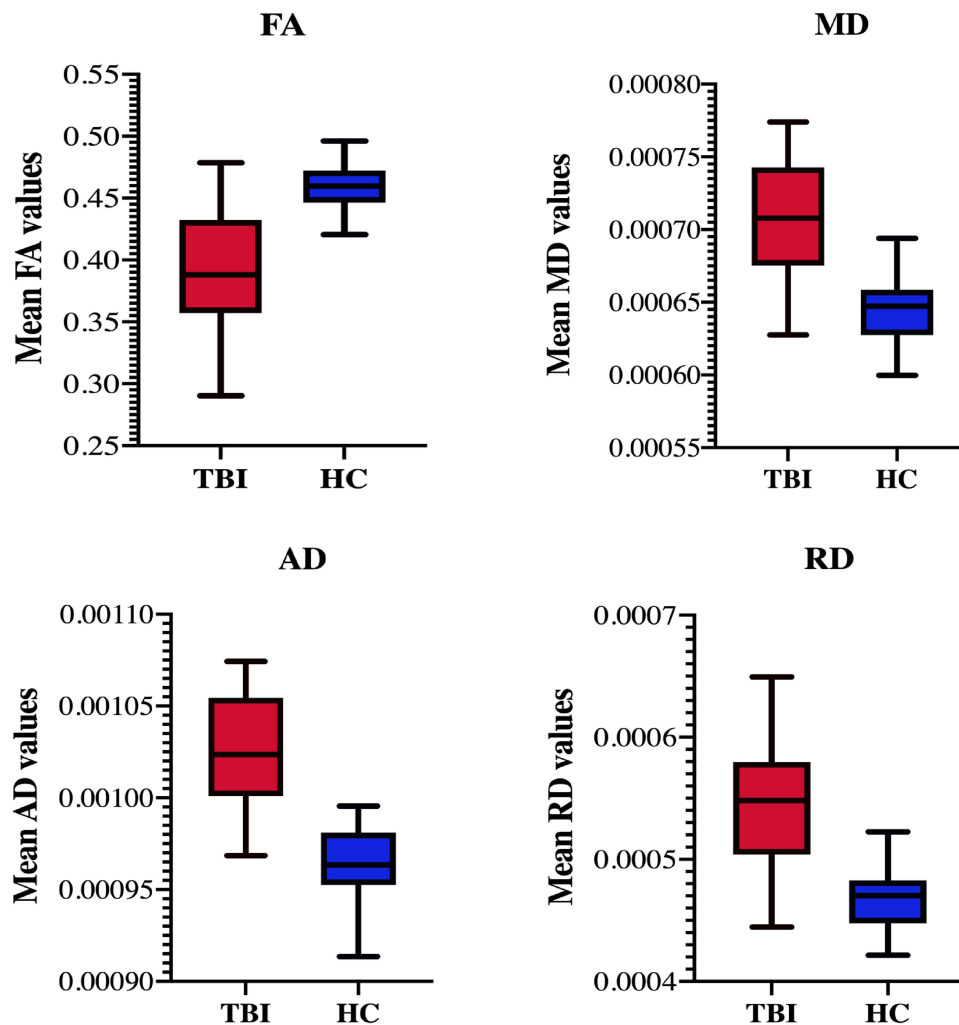 FA
0.55
0.50
0.45
0.40
0.35
0.30
0.25
Mean FA values
TBI HC
MD
0.00080
0.00075
0.00070
0.00065
0.00060
0.00055
Mean MD values
TBI HC
AD
0.00110
0.00105
0.00100
0.00095
0.00090
Mean AD values
TBI HC
RD
0.0007
0.0006
0.0005
0.0004
Mean RD values
TBI HC